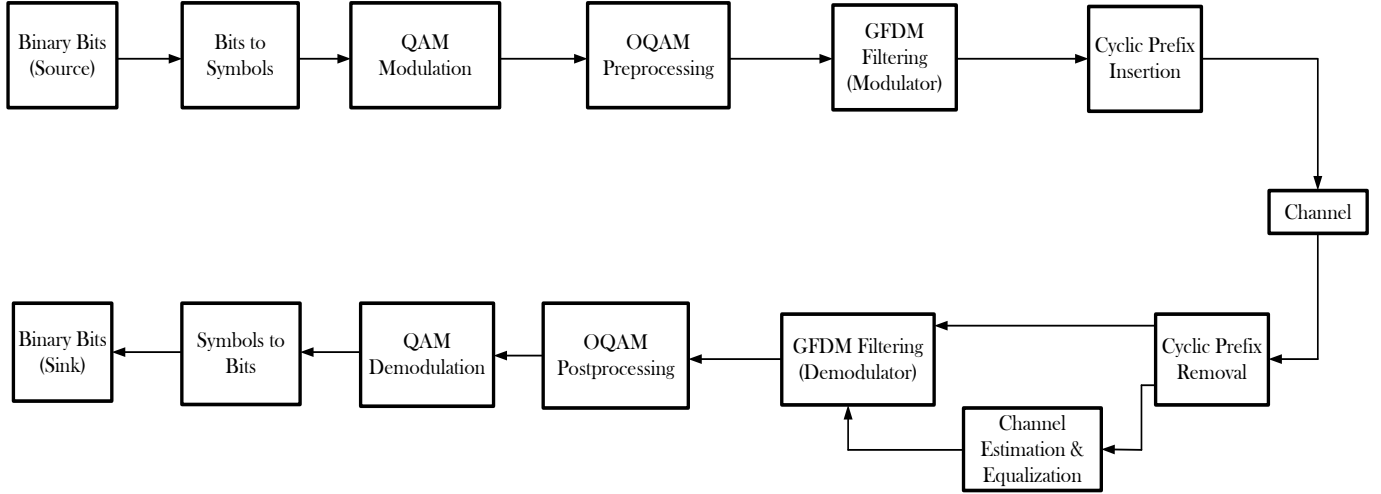 Binary Bits
(Source)
Bits to
Symbols
QAM
Modulation
OQAM
Preprocessing
GFDM
Filtering
(Modulator)
Cyclic Prefix
Insertion
Channel
Binary Bits
(Sink)
Symbols to
Bits
QAM
Demodulation
OQAM
Postprocessing
GFDM Filtering
(Demodulator)
Cyclic Prefix
Removal
Channel
Estimation &
Equalization